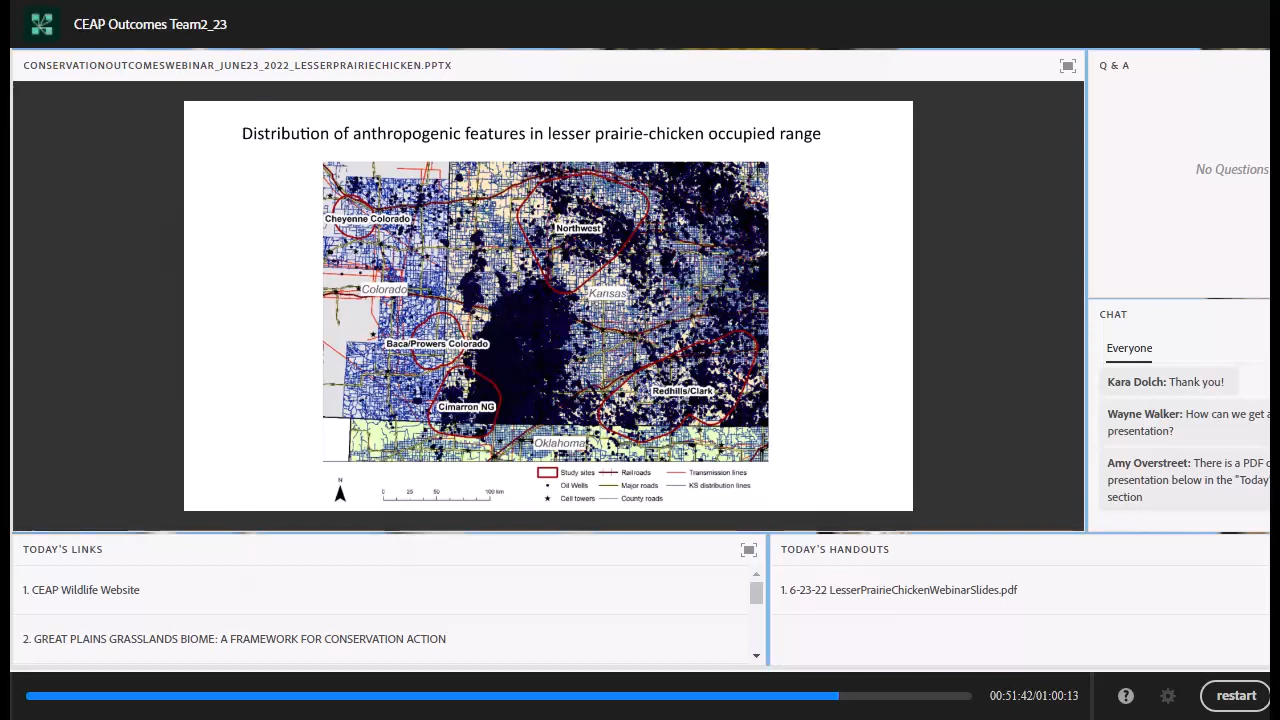 CEAP Outcomes Team2_23
CONSERVATIONOUTCOMESWEBINAR_JUNE23_2022_LESSERPRAIRIECHICKEN.PPTX
Distribution of anthropogenic features in lesser prairie-chicken occupied range
Cheyenne Colorado
Northwest
Colorado
Kansas
Baca/Prowers Colorado
Redhills/Clark
Cimarron NG
Oklahoma
N
0 25 50 100 km
Study sites
Railroads
Transmission lines
Oil Wells
Major roads
KS distribution lines
Cell towers
County roads
Q & A
No Questions
CHAT
Everyone
Kara Dolch: Thank you!
Wayne Walker: How can we get a
presentation?
Amy Overstreet: There is a PDF
presentation below in the "Today'
section
TODAY'S LINKS
1. CEAP Wildlife Website
2. GREAT PLAINS GRASSLANDS BIOME: A FRAMEWORK FOR CONSERVATION ACTION
TODAY'S HANDOUTS
1. 6-23-22 LesserPrairieChickenWebinarSlides.pdf
00:51:42/01:00:13
?
restart